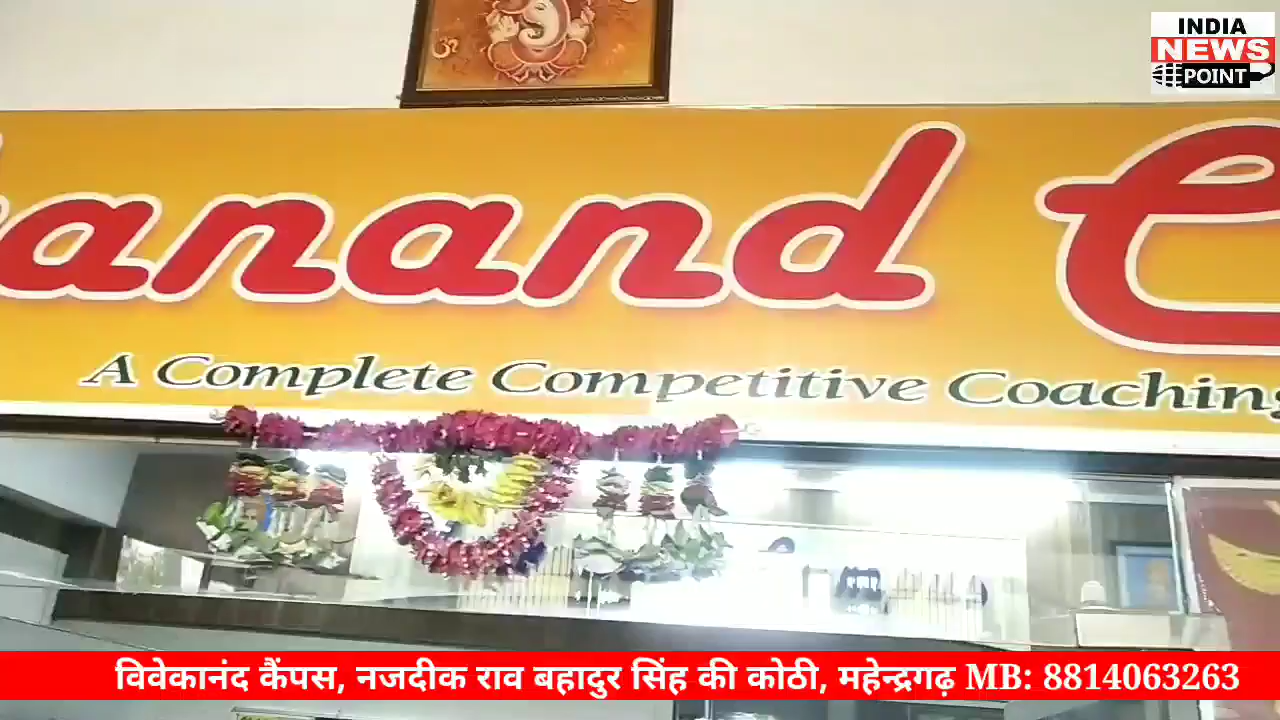 INDIA
NEWS
POINT
anand C
A Complete Competitive Coaching
विवेकानंद कैंपस, नजदीक राव बहादुर सिंह की कोठी, महेन्द्रगढ़ MB: 8814063263